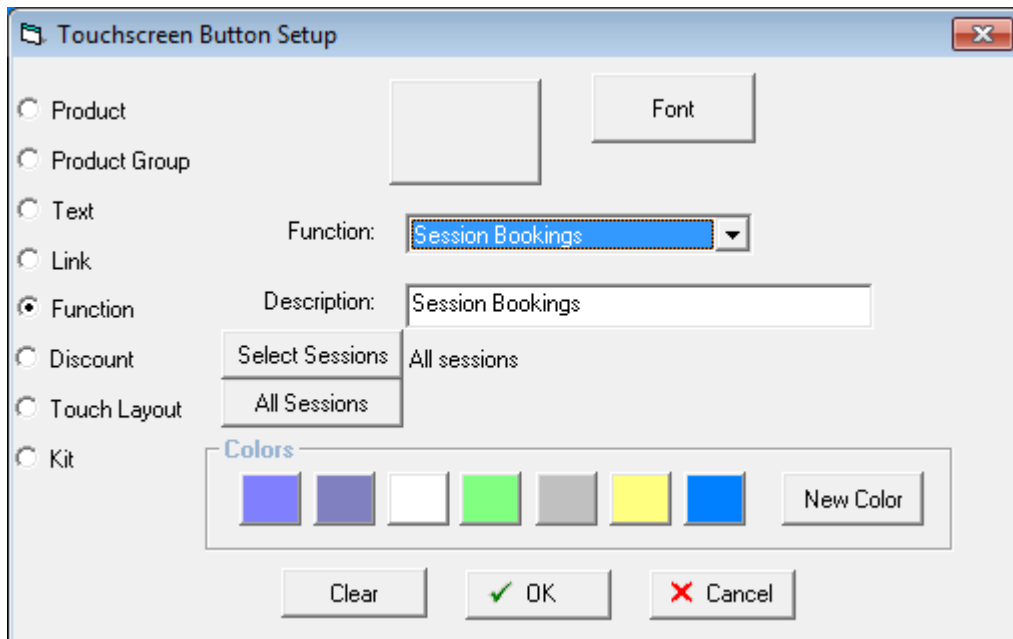 Touchscreen Button Setup
Product
Font
Product Group
Text
Function: Session Bookings
Link
Description: Session Bookings
Function
Select Sessions All sessions
Discount
All Sessions
Touch Layout
Kit
Colors
New Color
Clear OK Cancel